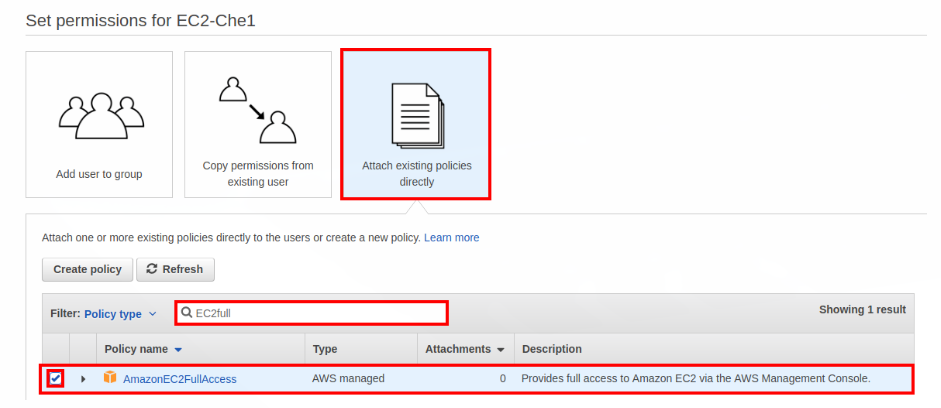 Set permissions for EC2-Che1
Add user to group
Copy permissions from
existing user
Attach existing policies
directly
Attach one or more existing policies directly to the users or create a new policy. Learn more
Create policy
Refresh
Filter: Policy type
EC2full
Showing 1 result
Policy name
Type
Attachments
Description
AmazonEC2FullAccess
AWS managed
0
Provides full access to Amazon EC2 via the AWS Management Console.